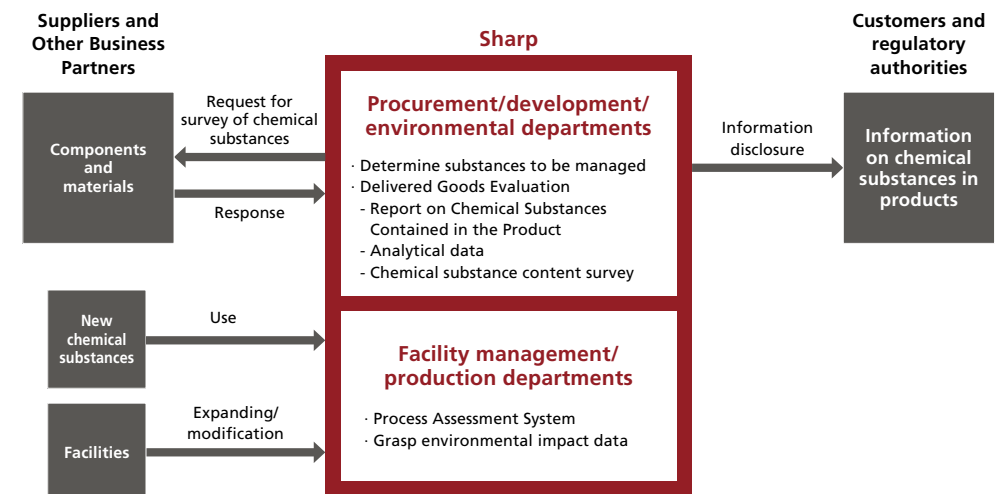 Suppliers and
Other Business
Partners
Sharp
Customers and
regulatory
authorities
Components
and
materials
Request for
survey of chemical
substances
Response
Procurement/development/
environmental departments
· Determine substances to be managed
· Delivered Goods Evaluation
- Report on Chemical Substances
Contained in the Product
- Analytical data
- Chemical substance content survey
Information
disclosure
Information
on chemical
substances in
products
New
chemical
substances
Use
Facilities
Expanding/
modification
Facility management/
production departments
· Process Assessment System
· Grasp environmental impact data